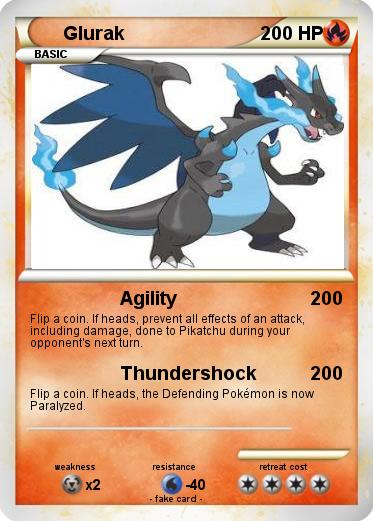 Glurak 200 HP
BASIC
Agility 200
Flip a coin. If heads, prevent all effects of an attack,
including damage, done to Pikatchu during your
opponent's next turn.
Thundershock 200
Flip a coin. If heads, the Defending Pokémon is now
Paralyzed.
weakness resistance retreat cost
x2 -40
- fake card -